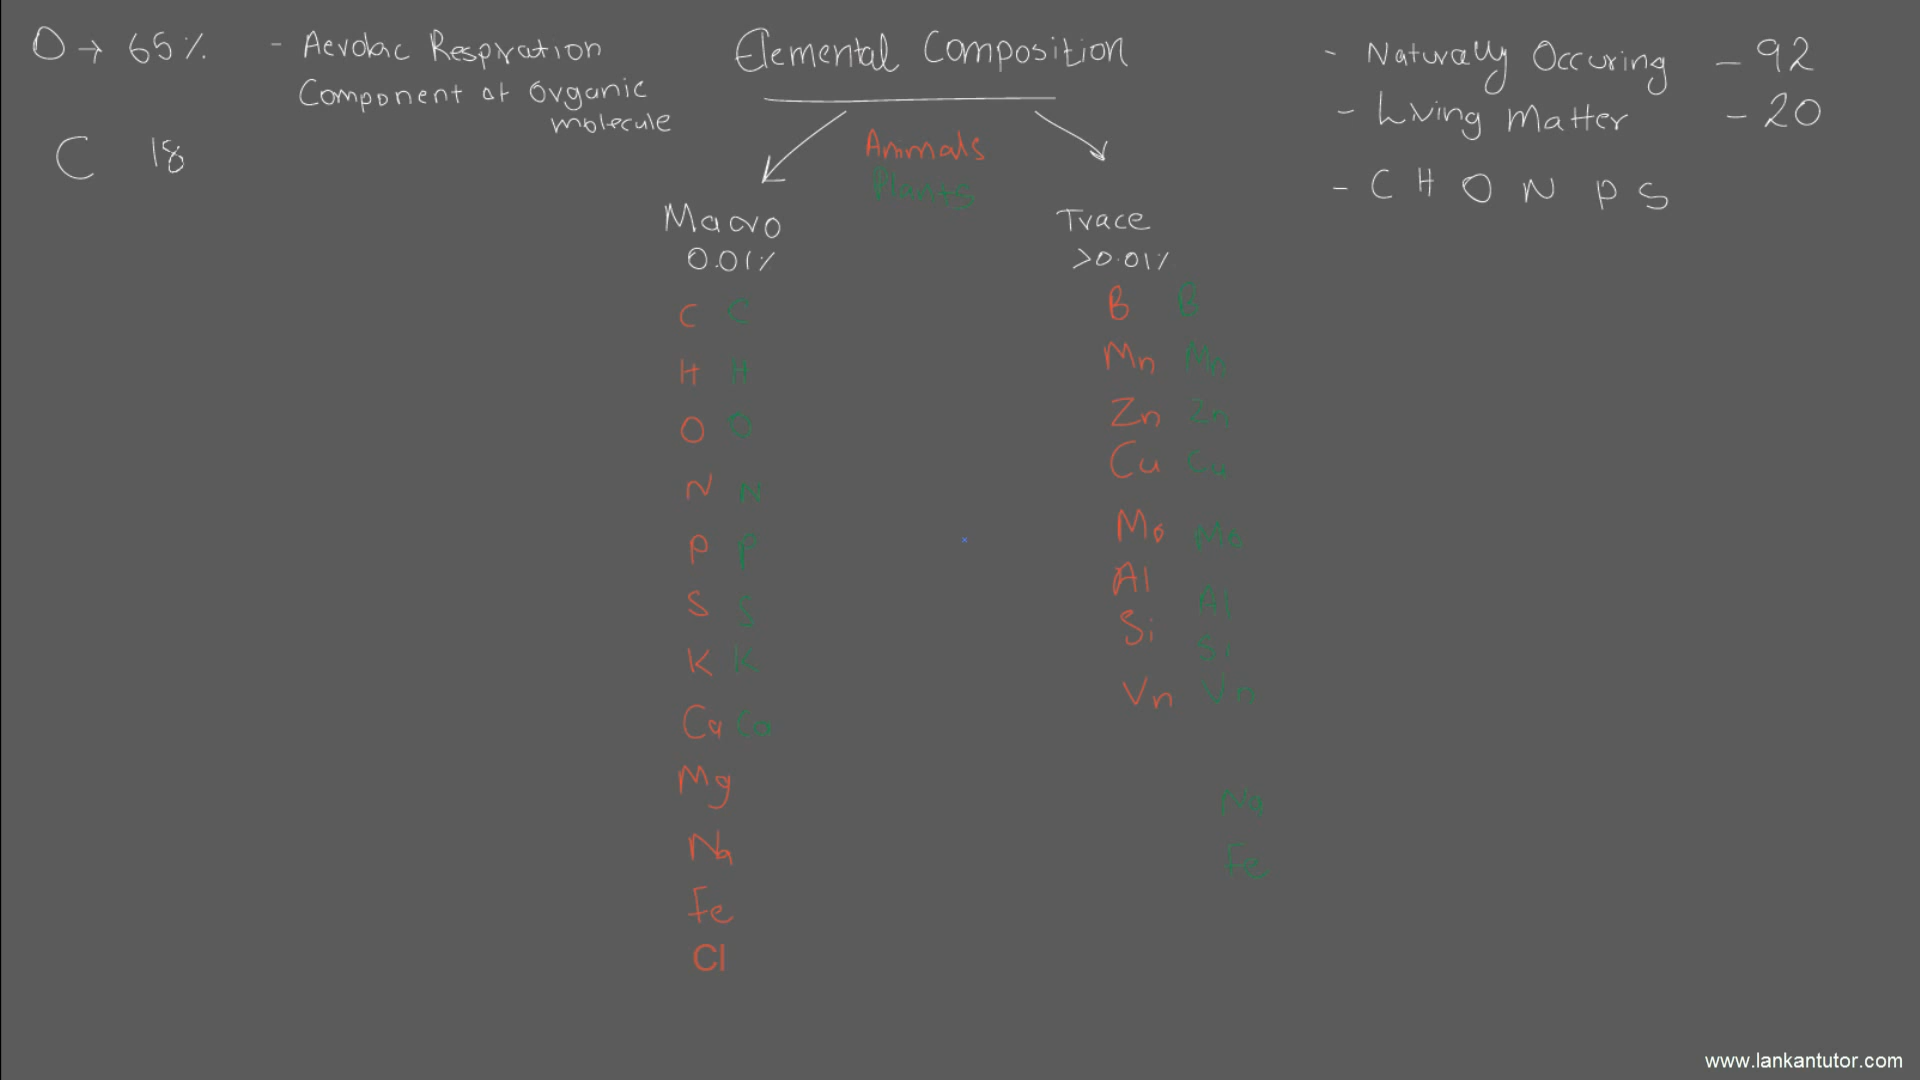 Elemental Composition
O → 65% - Aerobic Respiration
Component of Organic
molecule
C 18
- Naturally Occuring - 92
- Living Matter - 20
- C H O N P S
Animals
Plants
Macro
0.01%
C C
H H
O O
N N
P P
S S
K K
Ca Ca
Mg
Na
Fe
Cl
Trace
>0.01%
B B
Mn Mn
Zn Zn
Cu Cu
Mo Mo
Al Al
Si Si
Vn Vn
Na
Fe
www.lankantutor.com